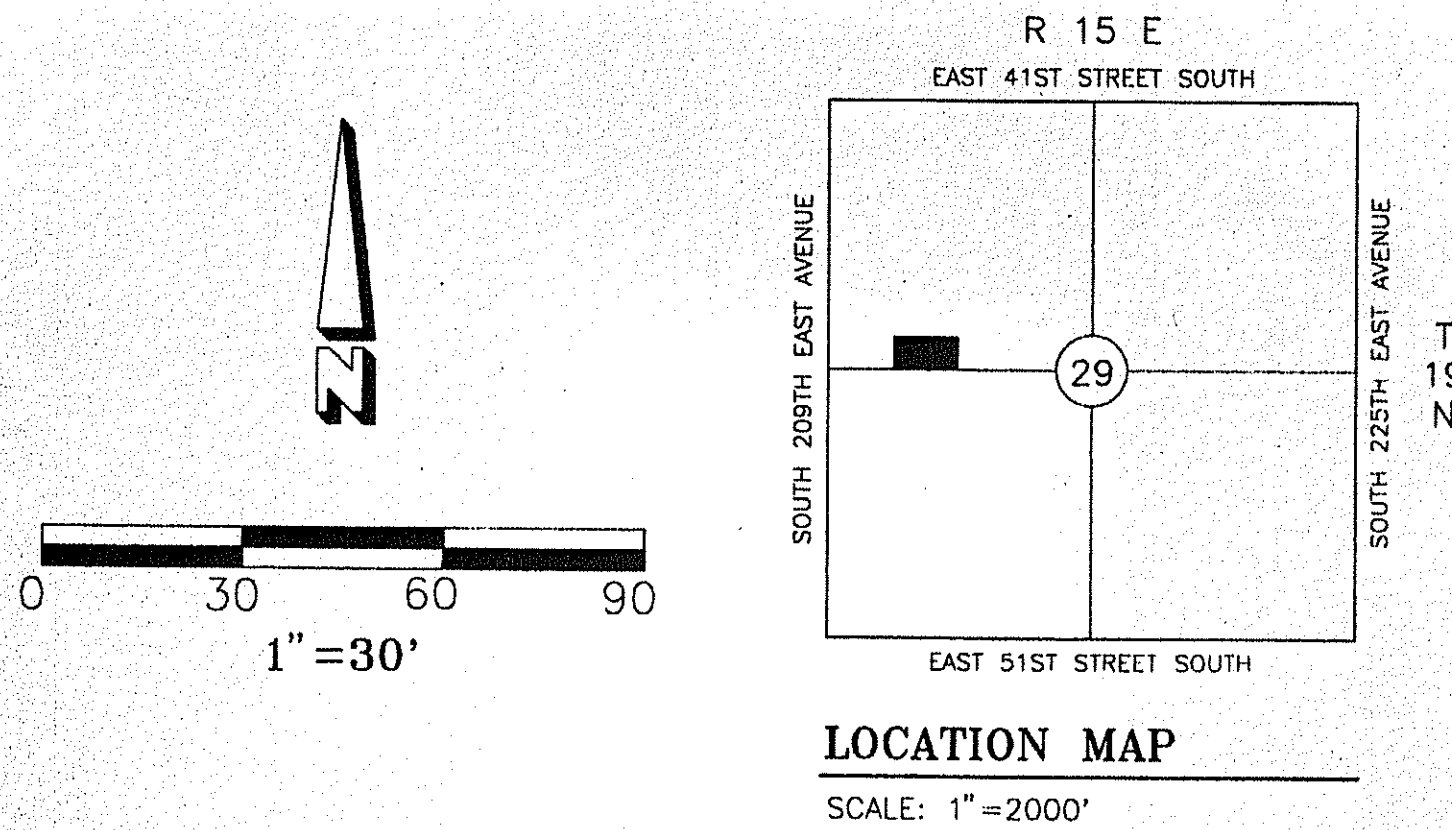 R 15 E
EAST 41ST STREET SOUTH
SOUTH 209TH EAST AVENUE
SOUTH 225TH EAST AVENUE
T
19
N
29
N
0 30 60 90
1"=30'
EAST 51ST STREET SOUTH
LOCATION MAP
SCALE: 1"=2000'